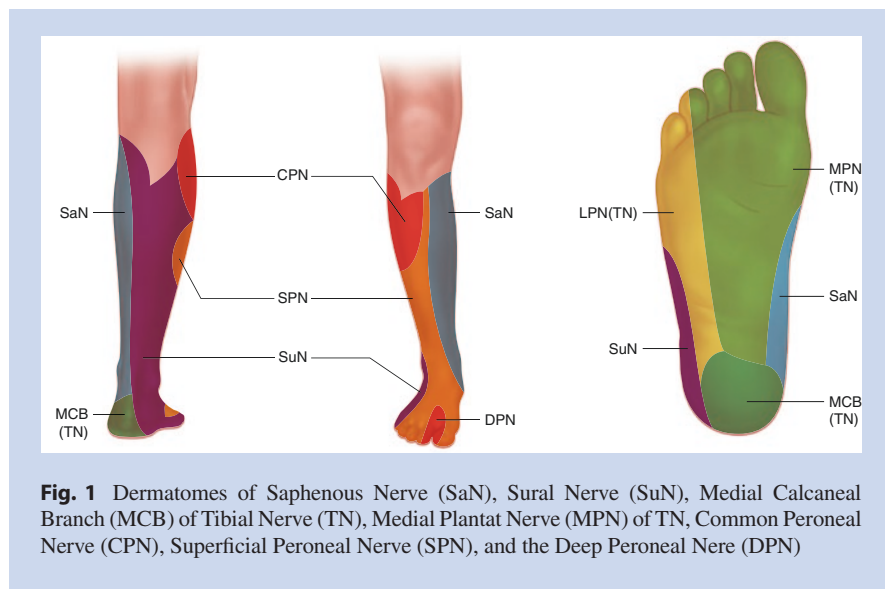 CPN
SaN
SaN
SPN
SuN
MCB
(TN)
DPN
MPN
(TN)
LPN(TN)
SaN
SuN
MCB
(TN)
Fig. 1 Dermatomes of Saphenous Nerve (SaN), Sural Nerve (SuN), Medial Calcaneal
Branch (MCB) of Tibial Nerve (TN), Medial Plantat Nerve (MPN) of TN, Common Peroneal
Nerve (CPN), Superficial Peroneal Nerve (SPN), and the Deep Peroneal Nere (DPN)